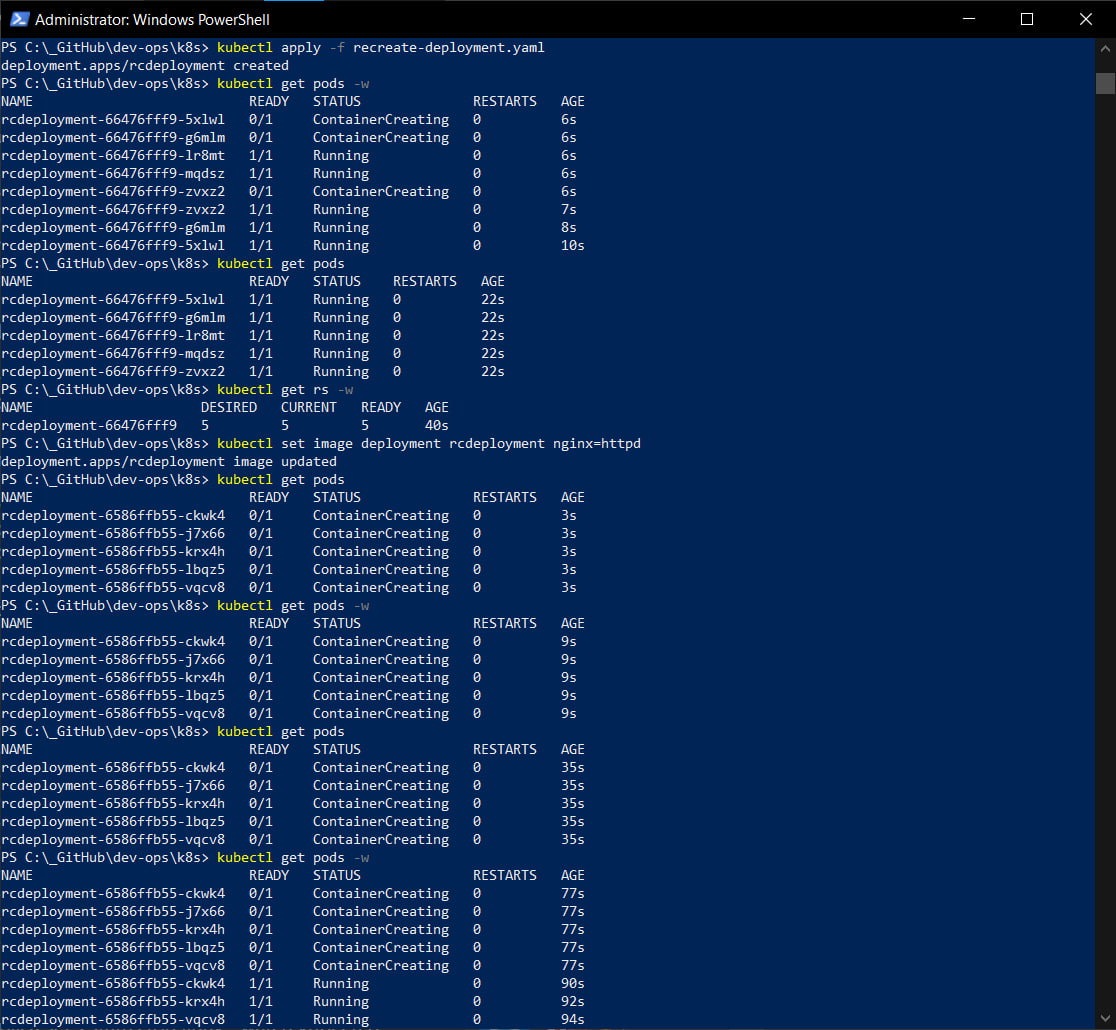 Administrator: Windows PowerShell
PS C:\_GitHub\dev-ops\k8s> kubectl apply -f recreate-deployment.yaml
deployment.apps/rcdeployment created
PS C:\_GitHub\dev-ops\k8s> kubectl get pods -w
NAME READY STATUS RESTARTS AGE
rcdeployment-66476fff9-5xlwl 0/1 ContainerCreating 0 6s
rcdeployment-66476fff9-g6mlm 0/1 ContainerCreating 0 6s
rcdeployment-66476fff9-lr8mt 1/1 Running 0 6s
rcdeployment-66476fff9-mqdsz 1/1 Running 0 6s
rcdeployment-66476fff9-zvxz2 0/1 ContainerCreating 0 6s
rcdeployment-66476fff9-zvxz2 1/1 Running 0 7s
rcdeployment-66476fff9-g6mlm 1/1 Running 0 8s
rcdeployment-66476fff9-5xlwl 1/1 Running 0 10s
PS C:\_GitHub\dev-ops\k8s> kubectl get pods
NAME READY STATUS RESTARTS AGE
rcdeployment-66476fff9-5xlwl 1/1 Running 0 22s
rcdeployment-66476fff9-g6mlm 1/1 Running 0 22s
rcdeployment-66476fff9-lr8mt 1/1 Running 0 22s
rcdeployment-66476fff9-mqdsz 1/1 Running 0 22s
rcdeployment-66476fff9-zvxz2 1/1 Running 0 22s
PS C:\_GitHub\dev-ops\k8s> kubectl get rs -w
NAME DESIRED CURRENT READY AGE
rcdeployment-66476fff9 5 5 5 40s
PS C:\_GitHub\dev-ops\k8s> kubectl set image deployment rcdeployment nginx=httpd
deployment.apps/rcdeployment image updated
PS C:\_GitHub\dev-ops\k8s> kubectl get pods
NAME READY STATUS RESTARTS AGE
rcdeployment-6586ffb55-ckwk4 0/1 ContainerCreating 0 3s
rcdeployment-6586ffb55-j7x66 0/1 ContainerCreating 0 3s
rcdeployment-6586ffb55-krx4h 0/1 ContainerCreating 0 3s
rcdeployment-6586ffb55-lbqz5 0/1 ContainerCreating 0 3s
rcdeployment-6586ffb55-vqcv8 0/1 ContainerCreating 0 3s
PS C:\_GitHub\dev-ops\k8s> kubectl get pods -w
NAME READY STATUS RESTARTS AGE
rcdeployment-6586ffb55-ckwk4 0/1 ContainerCreating 0 9s
rcdeployment-6586ffb55-j7x66 0/1 ContainerCreating 0 9s
rcdeployment-6586ffb55-krx4h 0/1 ContainerCreating 0 9s
rcdeployment-6586ffb55-lbqz5 0/1 ContainerCreating 0 9s
rcdeployment-6586ffb55-vqcv8 0/1 ContainerCreating 0 9s
PS C:\_GitHub\dev-ops\k8s> kubectl get pods
NAME READY STATUS RESTARTS AGE
rcdeployment-6586ffb55-ckwk4 0/1 ContainerCreating 0 35s
rcdeployment-6586ffb55-j7x66 0/1 ContainerCreating 0 35s
rcdeployment-6586ffb55-krx4h 0/1 ContainerCreating 0 35s
rcdeployment-6586ffb55-lbqz5 0/1 ContainerCreating 0 35s
rcdeployment-6586ffb55-vqcv8 0/1 ContainerCreating 0 35s
PS C:\_GitHub\dev-ops\k8s> kubectl get pods -w
NAME READY STATUS RESTARTS AGE
rcdeployment-6586ffb55-ckwk4 0/1 ContainerCreating 0 77s
rcdeployment-6586ffb55-j7x66 0/1 ContainerCreating 0 77s
rcdeployment-6586ffb55-krx4h 0/1 ContainerCreating 0 77s
rcdeployment-6586ffb55-lbqz5 0/1 ContainerCreating 0 77s
rcdeployment-6586ffb55-vqcv8 0/1 ContainerCreating 0 77s
rcdeployment-6586ffb55-ckwk4 1/1 Running 0 90s
rcdeployment-6586ffb55-krx4h 1/1 Running 0 92s
rcdeployment-6586ffb55-vqcv8 1/1 Running 0 94s